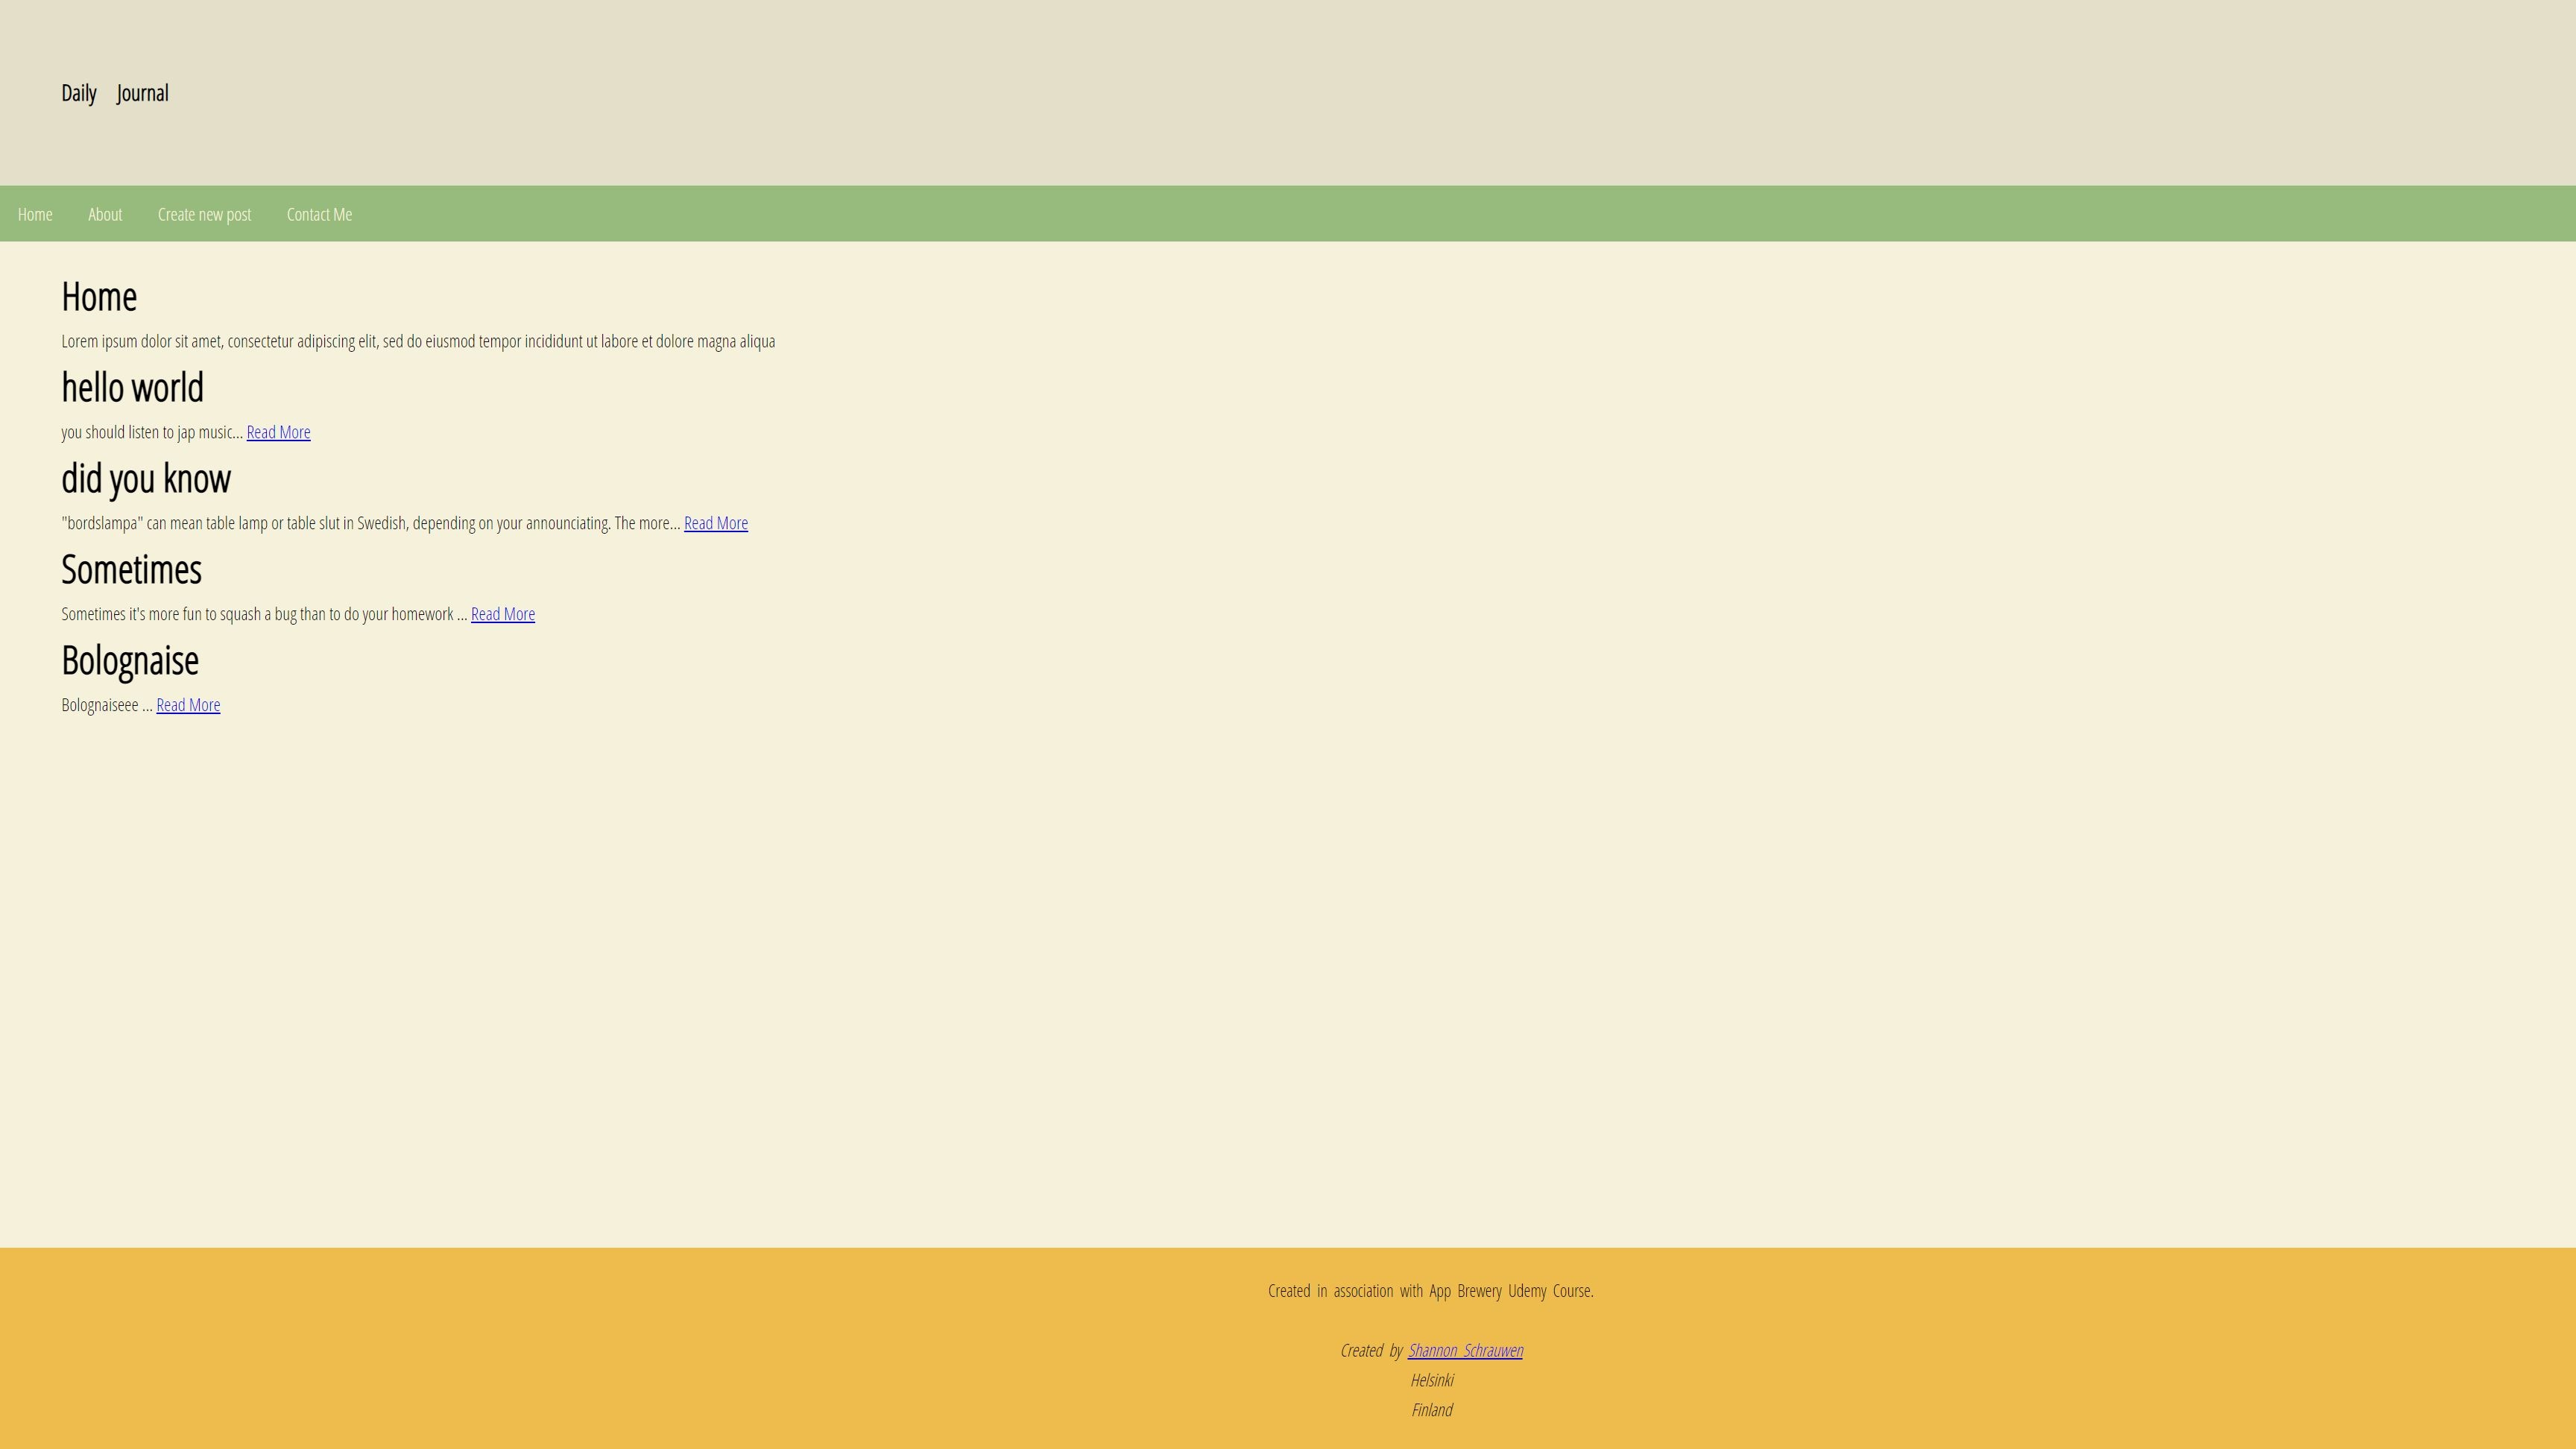 Daily Journal
Home About Create new post Contact Me
Home
Lorem ipsum dolor sit amet, consectetur adipiscing elit, sed do eiusmod tempor incididunt ut labore et dolore magna aliqua
hello world
you should listen to jap music... Read More
did you know
"bordslampa" can mean table lamp or table slut in Swedish, depending on your announciating. The more... Read More
Sometimes
Sometimes it's more fun to squash a bug than to do your homework ... Read More
Bolognaise
Bolognaiseee ... Read More
Created in association with App Brewery Udemy Course.
Created by Shannon Schrauwen
Helsinki
Finland